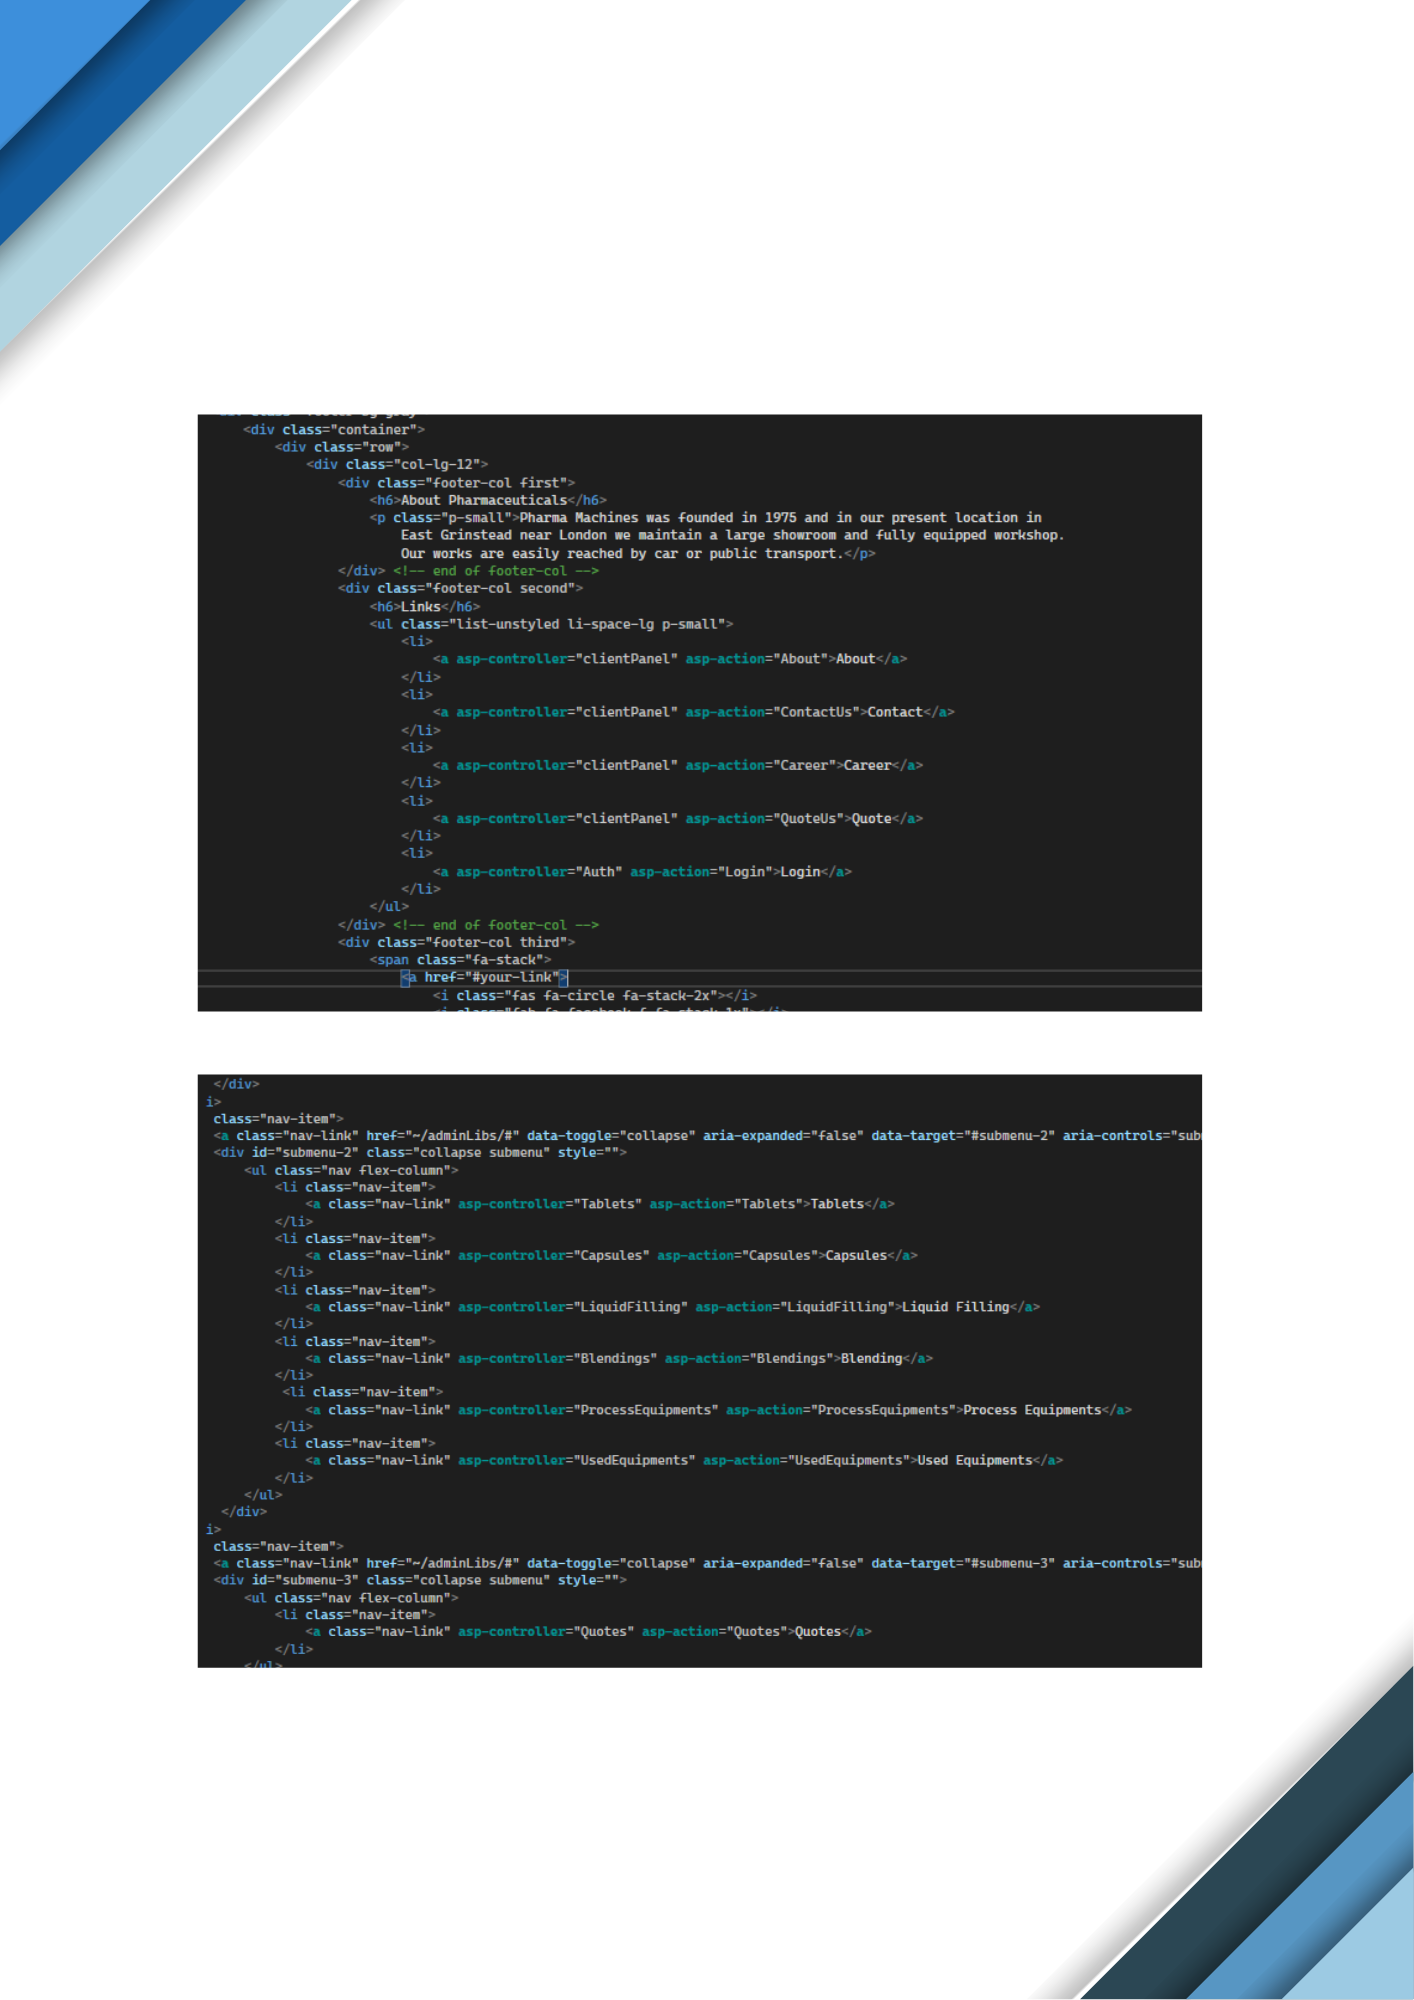 <div class="container">
<div class="row">
<div class="col-lg-12">
<div class="footer-col first">
<h6>About Pharmaceuticals</h6>
<p class="p-small">Pharma Machines was founded in 1975 and in our present location in
East Grinstead near London we maintain a large showroom and fully equipped workshop.
Our works are easily reached by car or public transport.</p>
</div> <!-- end of footer-col -->
<div class="footer-col second">
<h6>Links</h6>
<ul class="list-unstyled li-space-lg p-small">
<li>
<a asp-controller="clientPanel" asp-action="About">About</a>
</li>
<li>
<a asp-controller="clientPanel" asp-action="ContactUs">Contact</a>
</li>
<li>
<a asp-controller="clientPanel" asp-action="Career">Career</a>
</li>
<li>
<a asp-controller="clientPanel" asp-action="QuoteUs">Quote</a>
</li>
<li>
<a asp-controller="Auth" asp-action="Login">Login</a>
</li>
</ul>
</div> <!-- end of footer-col -->
<div class="footer-col third">
<span class="fa-stack">
<a href="#your-link">
<i class="fas fa-circle fa-stack-2x"></i>
</div>
i>
class="nav-item">
<a class="nav-link" href="~/adminLibs/#" data-toggle="collapse" aria-expanded="false" data-target="#submenu-2" aria-controls="sub
<div id="submenu-2" class="collapse submenu" style="">
<ul class="nav flex-column">
<li class="nav-item">
<a class="nav-link" asp-controller="Tablets" asp-action="Tablets">Tablets</a>
</li>
<li class="nav-item">
<a class="nav-link" asp-controller="Capsules" asp-action="Capsules">Capsules</a>
</li>
<li class="nav-item">
<a class="nav-link" asp-controller="LiquidFilling" asp-action="LiquidFilling">Liquid Filling</a>
</li>
<li class="nav-item">
<a class="nav-link" asp-controller="Blendings" asp-action="Blendings">Blending</a>
</li>
<li class="nav-item">
<a class="nav-link" asp-controller="ProcessEquipments" asp-action="ProcessEquipments">Process Equipments</a>
</li>
<li class="nav-item">
<a class="nav-link" asp-controller="UsedEquipments" asp-action="UsedEquipments">Used Equipments</a>
</li>
</ul>
</div>
i>
class="nav-item">
<a class="nav-link" href="~/adminLibs/#" data-toggle="collapse" aria-expanded="false" data-target="#submenu-3" aria-controls="sub
<div id="submenu-3" class="collapse submenu" style="">
<ul class="nav flex-column">
<li class="nav-item">
<a class="nav-link" asp-controller="Quotes" asp-action="Quotes">Quotes</a>
</li>